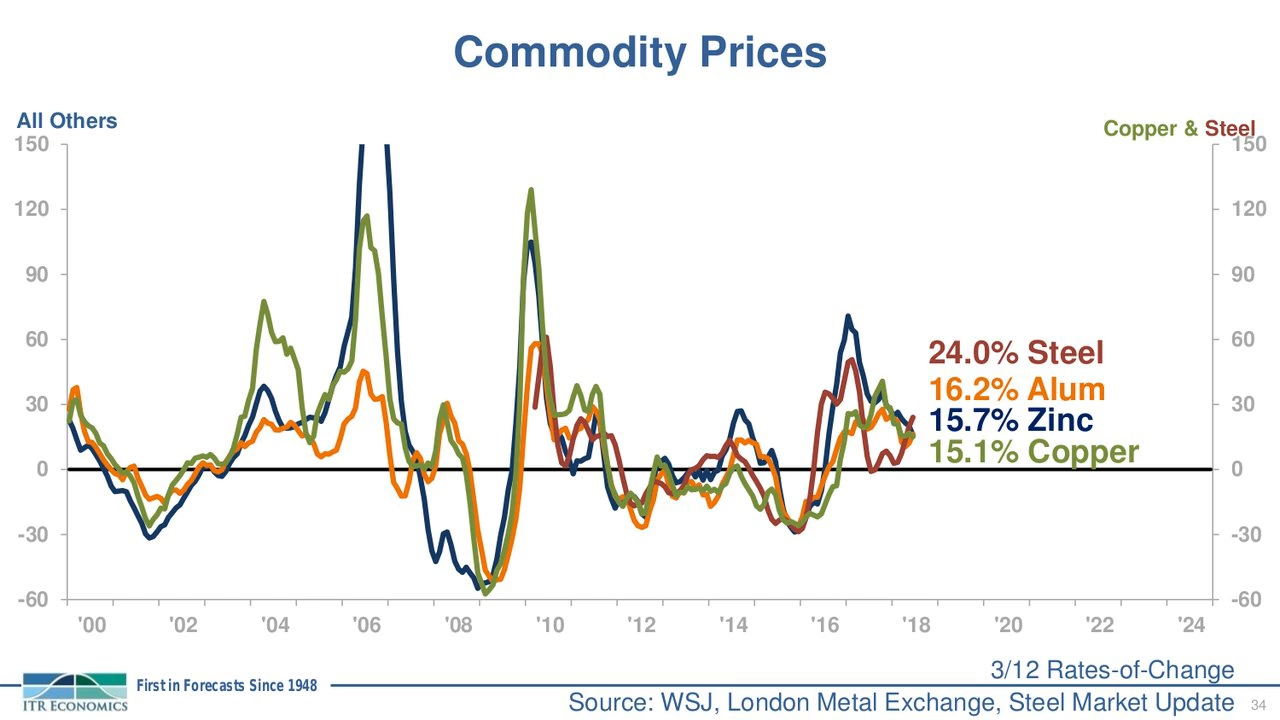 Commodity Prices
All Others
Copper & Steel
150 150
120 120
90 90
60 60
30 30
0 0
-30 -30
-60 -60
24.0% Steel
16.2% Alum
15.7% Zinc
15.1% Copper
'00 '02 '04 '06 '08 '10 '12 '14 '16 '18 '20 '22 '24
3/12 Rates-of-Change
First in Forecasts Since 1948
ITR ECONOMICS
Source: WSJ, London Metal Exchange, Steel Market Update
34